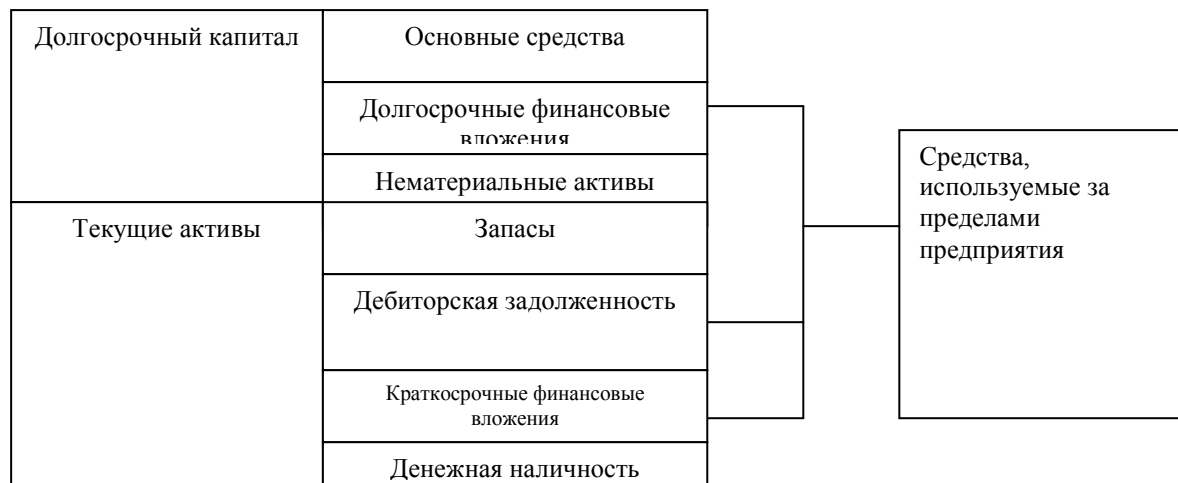 Долгосрочный капитал
Основные средства
Долгосрочные финансовые
вложения
Нематериальные активы
Текущие активы
Запасы
Дебиторская задолженность
Краткосрочные финансовые
вложения
Денежная наличность
Средства,
используемые за
пределами
предприятия